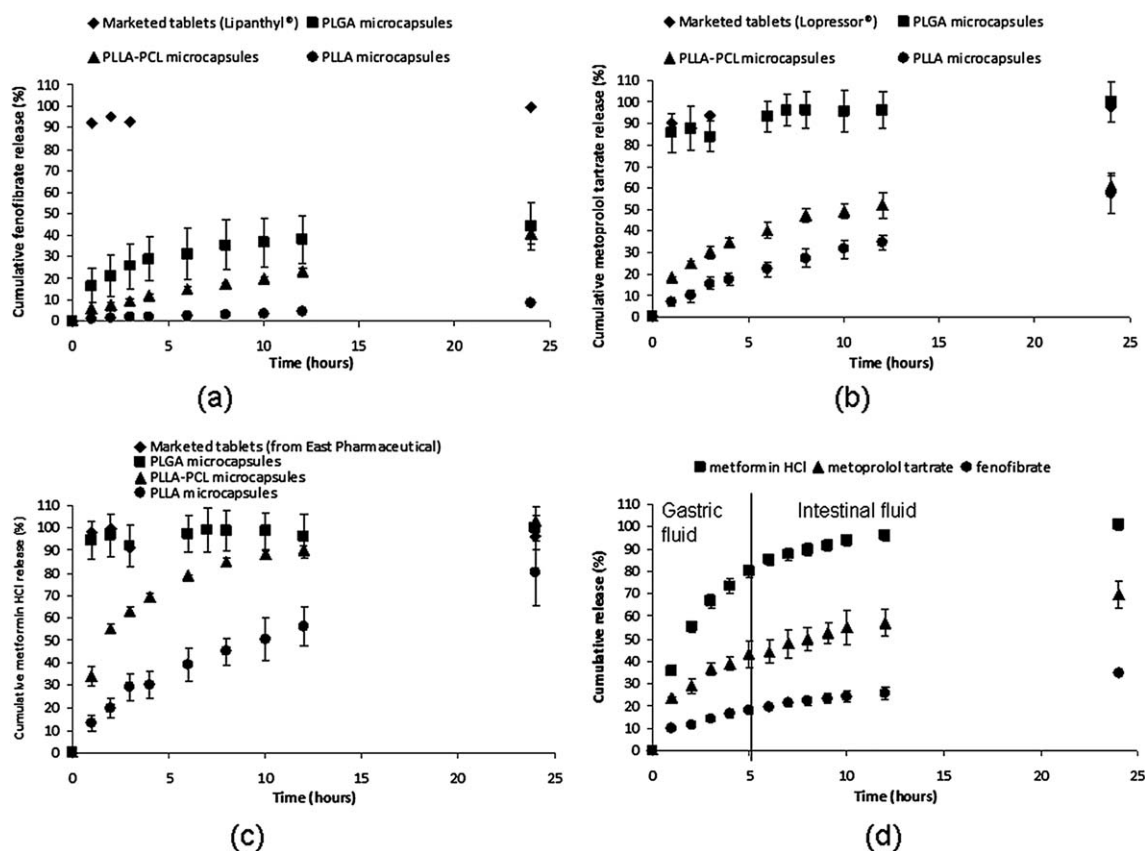 Marketed tablets (Lipanthyl®) PLGA microcapsules
PLLA-PCL microcapsules PLLA microcapsules
Cumulative fenofibrate release (%)
110
100
90
80
70
60
50
40
30
20
10
0
0 5 10 15 20 25
Time (hours)
(a)
Marketed tablets (Lopressor®) PLGA microcapsules
PLLA-PCL microcapsules PLLA microcapsules
Cumulative metoprolol tartrate release (%)
110
100
90
80
70
60
50
40
30
20
10
0
0 5 10 15 20 25
Time (hours)
(b)
Marketed tablets (from East Pharmaceutical)
PLGA microcapsules
PLLA-PCL microcapsules
PLLA microcapsules
Cumulative metformin HCl release (%)
110
100
90
80
70
60
50
40
30
20
10
0
0 5 10 15 20 25
Time (hours)
(c)
metformin HCl metoprolol tartrate fenofibrate
Cumulative release (%)
110
100
90
80
70
60
50
40
30
20
10
0
Gastric
fluid
Intestinal fluid
0 5 10 15 20 25
Time (hours)
(d)